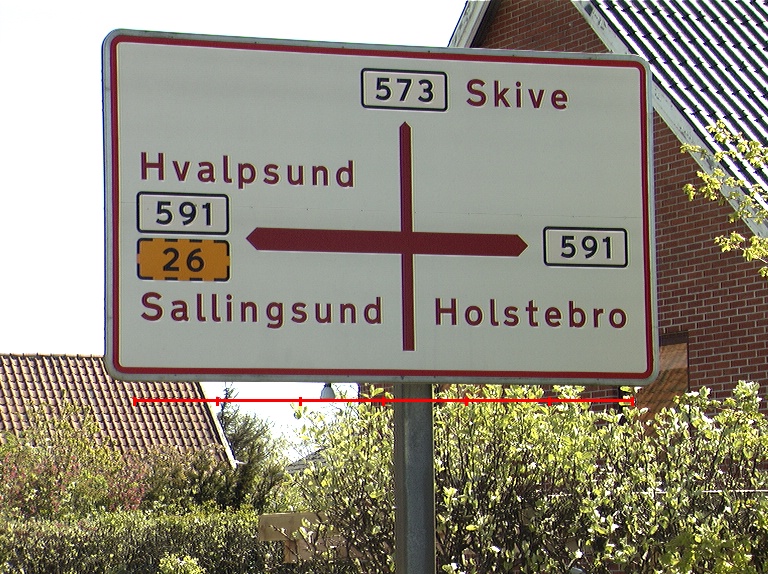 573 Skive
Hvalpsund
591
26
591
Sallingsund
Holstebro